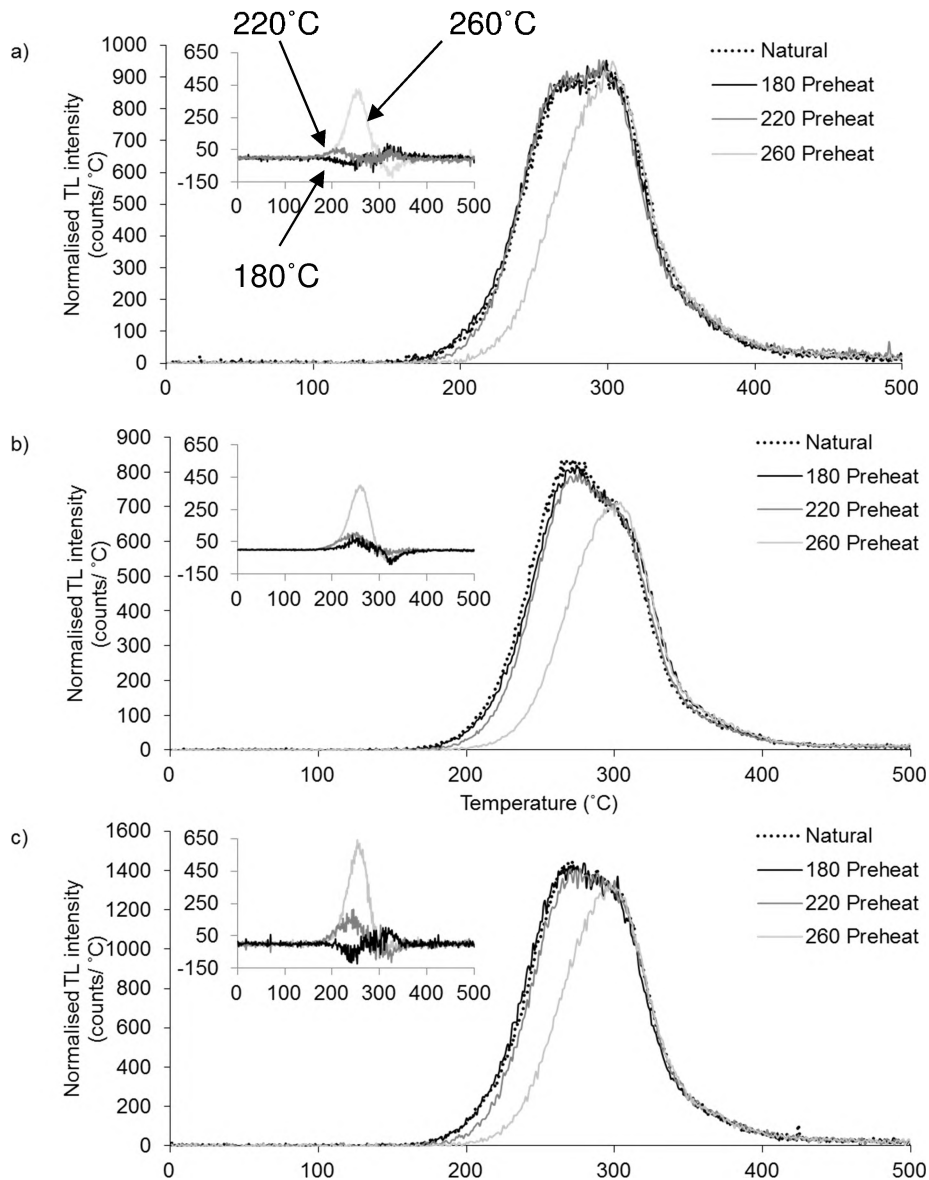 a)
220˚C
260˚C
180˚C
Normalised TL intensity
(counts/ ˚C)
1000
900
800
700
600
500
400
300
200
100
0
0 100 200 300 400 500
650
450
250
50
-150
0 100 200 300 400 500
Natural
180 Preheat
220 Preheat
260 Preheat
b)
Normalised TL intensity
(counts/ ˚C)
900
800
700
600
500
400
300
200
100
0
0 100 200 300 400 500
Temperature (˚C)
650
450
250
50
-150
0 100 200 300 400 500
Natural
180 Preheat
220 Preheat
260 Preheat
c)
Normalised TL intensity
(counts/ ˚C)
1600
1400
1200
1000
800
600
400
200
0
0 100 200 300 400 500
650
450
250
50
-150
0 100 200 300 400 500
Natural
180 Preheat
220 Preheat
260 Preheat